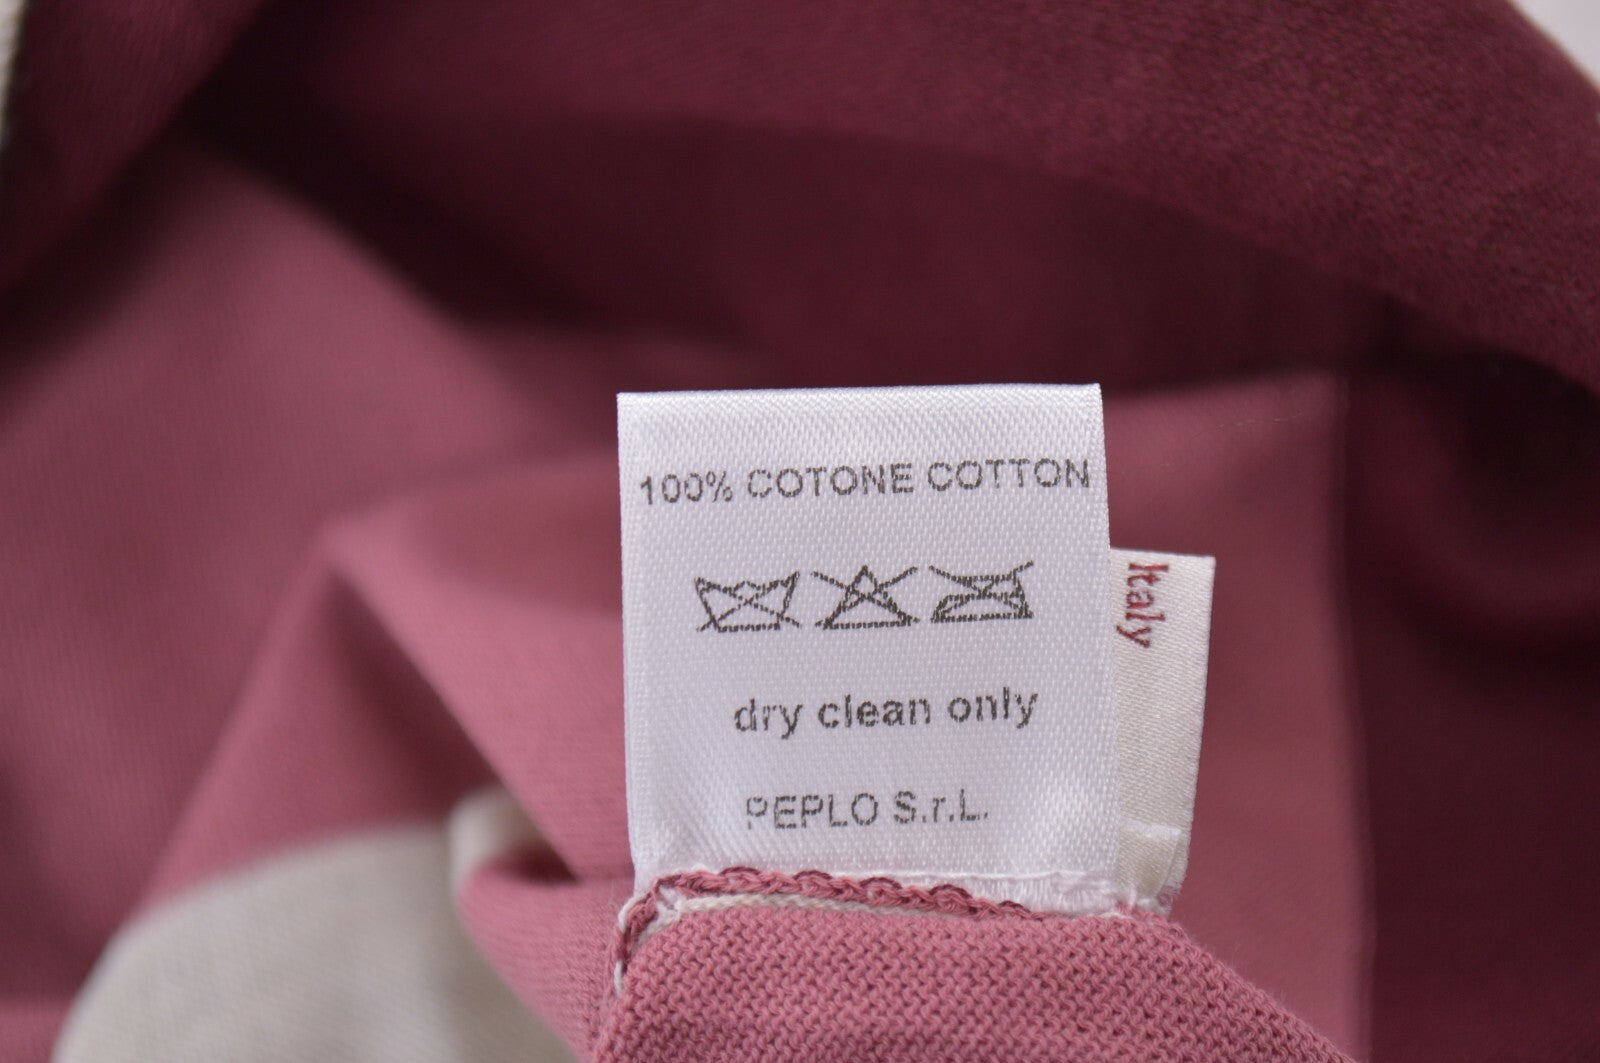 100% COTONE COTTON
dry clean only
PEPLO S.r.L.
Italy